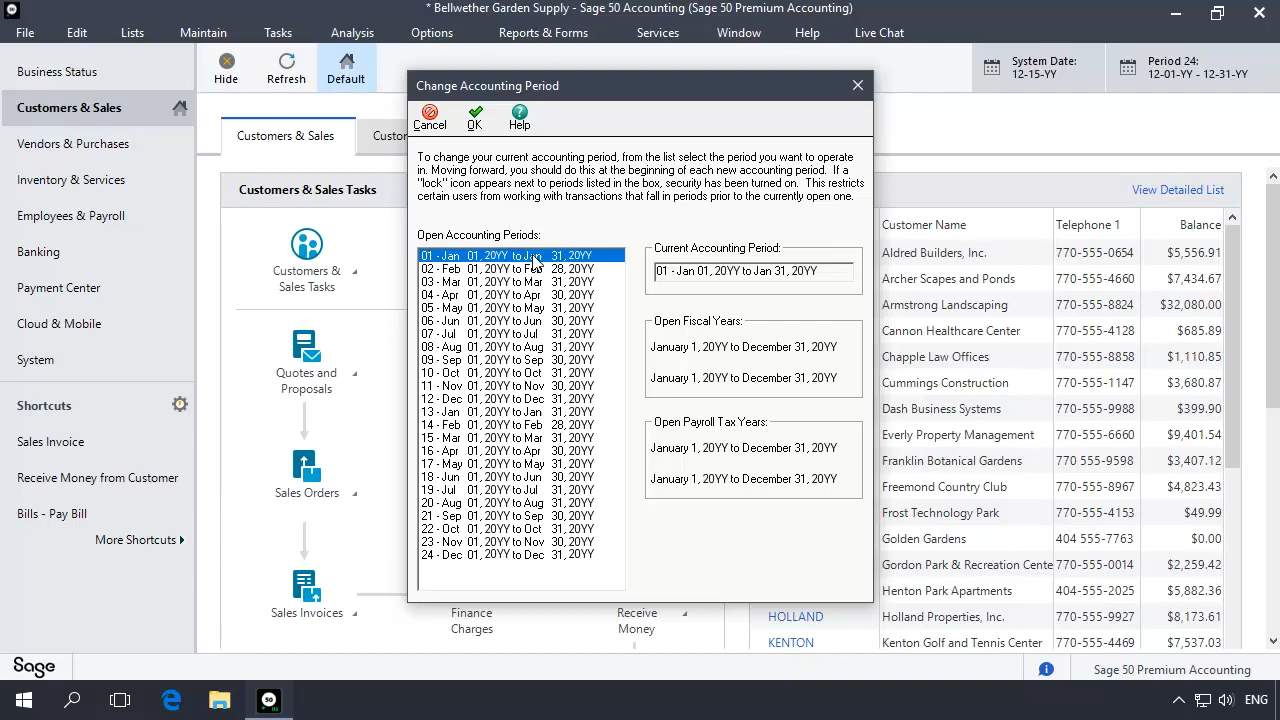 * Bellwether Garden Supply - Sage 50 Accounting (Sage 50 Premium Accounting)
File Edit Lists Maintain Tasks Analysis Options Reports & Forms Services Window Help Live Chat
Business Status
Customers & Sales
Vendors & Purchases
Inventory & Services
Employees & Payroll
Banking
Payment Center
Cloud & Mobile
System
Shortcuts
Sales Invoice
Receive Money from Customer
Bills - Pay Bill
More Shortcuts
Hide Refresh Default
System Date:
12-15-YY
Period 24:
12-01-YY - 12-31-YY
Customers & Sales
Customers & Sales Tasks
Customers &
Sales Tasks
Quotes and
Proposals
Sales Orders
Sales Invoices
Finance
Charges
Receive
Money
Change Accounting Period
Cancel OK Help
To change your current accounting period, from the list select the period you want to operate
in. Moving forward, you should do this at the beginning of each new accounting period. If a
"lock" icon appears next to periods listed in the box, security has been turned on. This restricts
certain users from working with transactions that fall in periods prior to the currently open one.
Open Accounting Periods:
01 - Jan 01, 20YY to Jan 31, 20YY
02 - Feb 01, 20YY to Feb 28, 20YY
03 - Mar 01, 20YY to Mar 31, 20YY
04 - Apr 01, 20YY to Apr 30, 20YY
05 - May 01, 20YY to May 31, 20YY
06 - Jun 01, 20YY to Jun 30, 20YY
07 - Jul 01, 20YY to Jul 31, 20YY
08 - Aug 01, 20YY to Aug 31, 20YY
09 - Sep 01, 20YY to Sep 30, 20YY
10 - Oct 01, 20YY to Oct 31, 20YY
11 - Nov 01, 20YY to Nov 30, 20YY
12 - Dec 01, 20YY to Dec 31, 20YY
13 - Jan 01, 20YY to Jan 31, 20YY
14 - Feb 01, 20YY to Feb 28, 20YY
15 - Mar 01, 20YY to Mar 31, 20YY
16 - Apr 01, 20YY to Apr 30, 20YY
17 - May 01, 20YY to May 31, 20YY
18 - Jun 01, 20YY to Jun 30, 20YY
19 - Jul 01, 20YY to Jul 31, 20YY
20 - Aug 01, 20YY to Aug 31, 20YY
21 - Sep 01, 20YY to Sep 30, 20YY
22 - Oct 01, 20YY to Oct 31, 20YY
23 - Nov 01, 20YY to Nov 30, 20YY
24 - Dec 01, 20YY to Dec 31, 20YY
Current Accounting Period:
01 - Jan 01, 20YY to Jan 31, 20YY
Open Fiscal Years:
January 1, 20YY to December 31, 20YY
January 1, 20YY to December 31, 20YY
Open Payroll Tax Years:
January 1, 20YY to December 31, 20YY
January 1, 20YY to December 31, 20YY
View Detailed List
Customer Name Telephone 1 Balance
Aldred Builders, Inc. 770-555-0654 $5,556.91
Archer Scapes and Ponds 770-555-4660 $7,434.67
Armstrong Landscaping 770-555-8824 $32,080.00
Cannon Healthcare Center 770-555-4128 $685.89
Chapple Law Offices 770-555-8858 $1,110.85
Cummings Construction 770-555-1147 $3,680.87
Dash Business Systems 770-555-9988 $399.90
Everly Property Management 770-555-6660 $9,401.54
Franklin Botanical Gardens 770 555-9598 $3,407.12
Freemond Country Club 770-555-8967 $4,823.43
Frost Technology Park 770-555-4153 $49.99
Golden Gardens 404 555-7763 $0.00
Gordon Park & Recreation Cente 770-555-0014 $2,259.42
Henton Park Apartments 404-555-2025 $5,882.36
HOLLAND Holland Properties, Inc. 770-555-9927 $8,173.61
KENTON Kenton Golf and Tennis Center 770-555-4469 $7,537.03
Sage
Sage 50 Premium Accounting
50
ENG